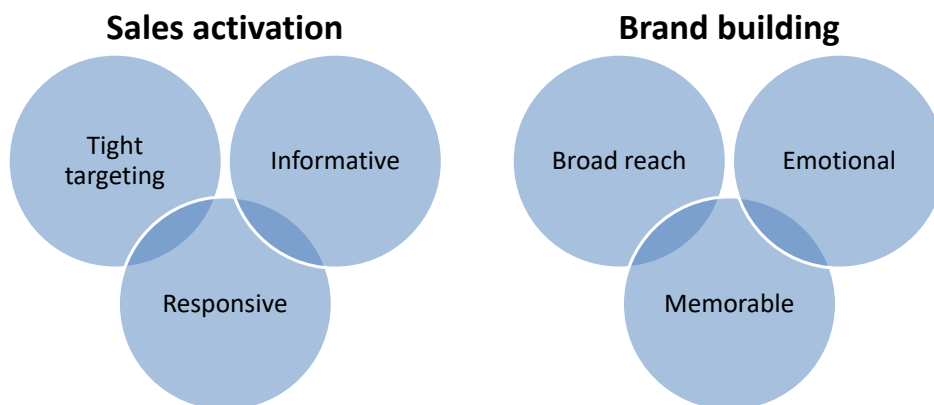 Sales activation
Tight
targeting
Informative
Responsive
Brand building
Broad reach
Emotional
Memorable